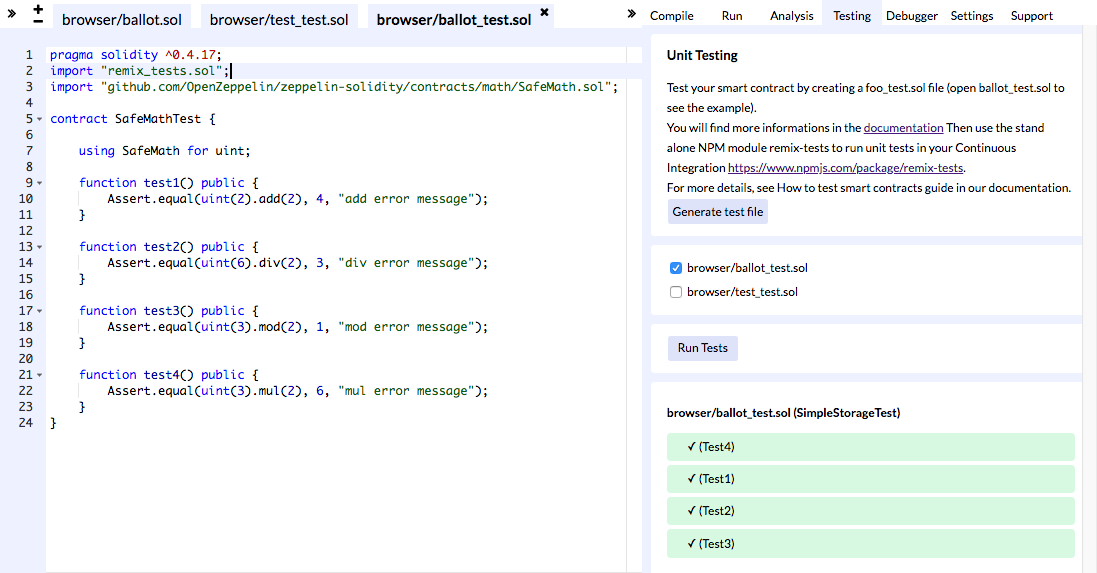 » + - browser/ballot.sol browser/test_test.sol browser/ballot_test.sol ✖ » Compile Run Analysis Testing Debugger Settings Support
1 pragma solidity ^0.4.17;
2 import "remix_tests.sol";
3 import "github.com/OpenZeppelin/zeppelin-solidity/contracts/math/SafeMath.sol";
4
5 contract SafeMathTest {
6
7     using SafeMath for uint;
8
9     function test1() public {
10         Assert.equal(uint(2).add(2), 4, "add error message");
11     }
12
13     function test2() public {
14         Assert.equal(uint(6).div(2), 3, "div error message");
15     }
16
17     function test3() public {
18         Assert.equal(uint(3).mod(2), 1, "mod error message");
19     }
20
21     function test4() public {
22         Assert.equal(uint(3).mul(2), 6, "mul error message");
23     }
24 }
Unit Testing
Test your smart contract by creating a foo_test.sol file (open ballot_test.sol to
see the example).
You will find more informations in the documentation Then use the stand
alone NPM module remix-tests to run unit tests in your Continuous
Integration https://www.npmjs.com/package/remix-tests.
For more details, see How to test smart contracts guide in our documentation.
Generate test file
browser/ballot_test.sol
browser/test_test.sol
Run Tests
browser/ballot_test.sol (SimpleStorageTest)
✓ (Test4)
✓ (Test1)
✓ (Test2)
✓ (Test3)